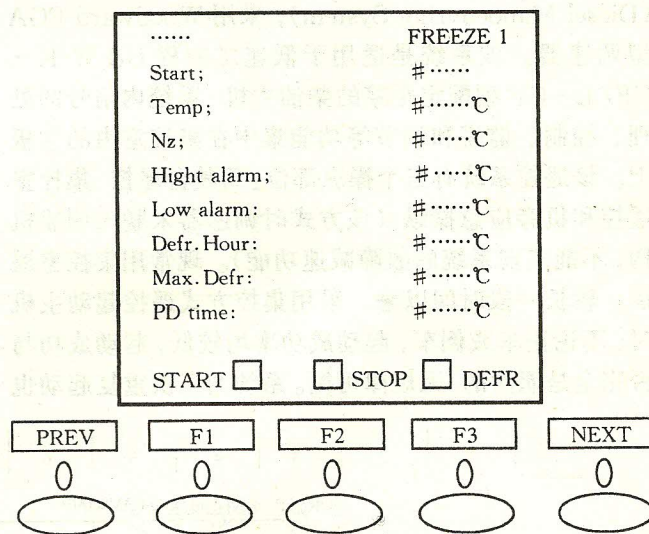 ······ FREEZE 1
Start; #······
Temp; #······℃
Nz; #······℃
Hight alarm; #······℃
Low alarm: #······℃
Defr. Hour: #······℃
Max. Defr: #······℃
PD time: #······℃
START STOP DEFR
PREV F1 F2 F3 NEXT